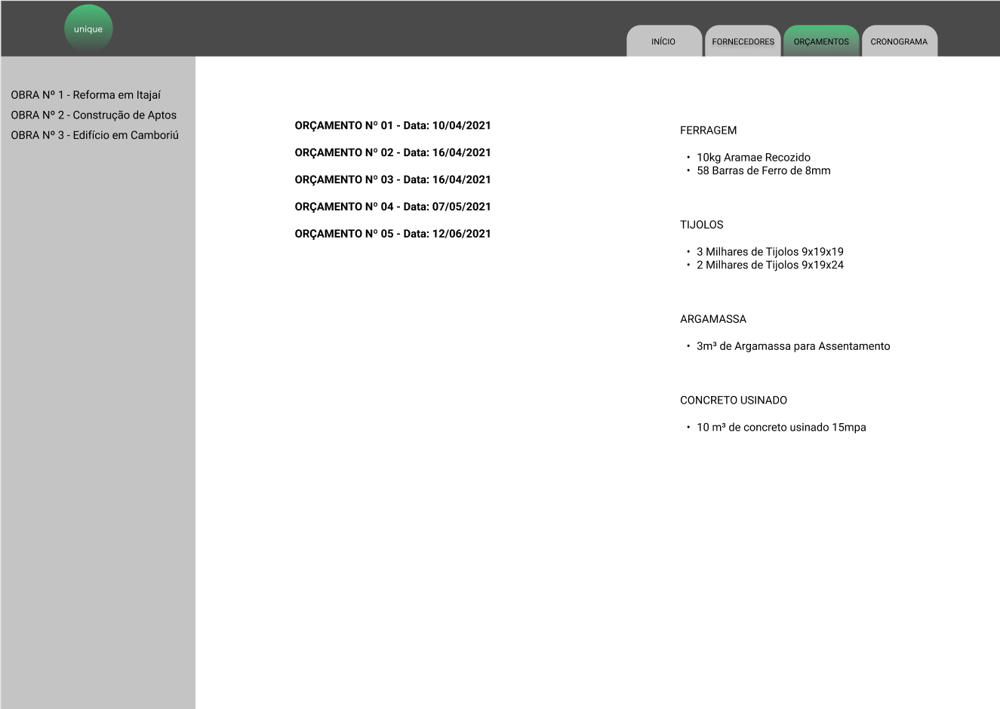 unique
INÍCIO
FORNECEDORES
ORÇAMENTOS
CRONOGRAMA
OBRA Nº 1 - Reforma em Itajaí
OBRA Nº 2 - Construção de Aptos
OBRA Nº 3 - Edifício em Camboriú
ORÇAMENTO Nº 01 - Data: 10/04/2021
ORÇAMENTO Nº 02 - Data: 16/04/2021
ORÇAMENTO Nº 03 - Data: 16/04/2021
ORÇAMENTO Nº 04 - Data: 07/05/2021
ORÇAMENTO Nº 05 - Data: 12/06/2021
FERRAGEM
• 10kg Aramae Recozido
• 58 Barras de Ferro de 8mm
TIJOLOS
• 3 Milhares de Tijolos 9x19x19
• 2 Milhares de Tijolos 9x19x24
ARGAMASSA
• 3m³ de Argamassa para Assentamento
CONCRETO USINADO
• 10 m³ de concreto usinado 15mpa